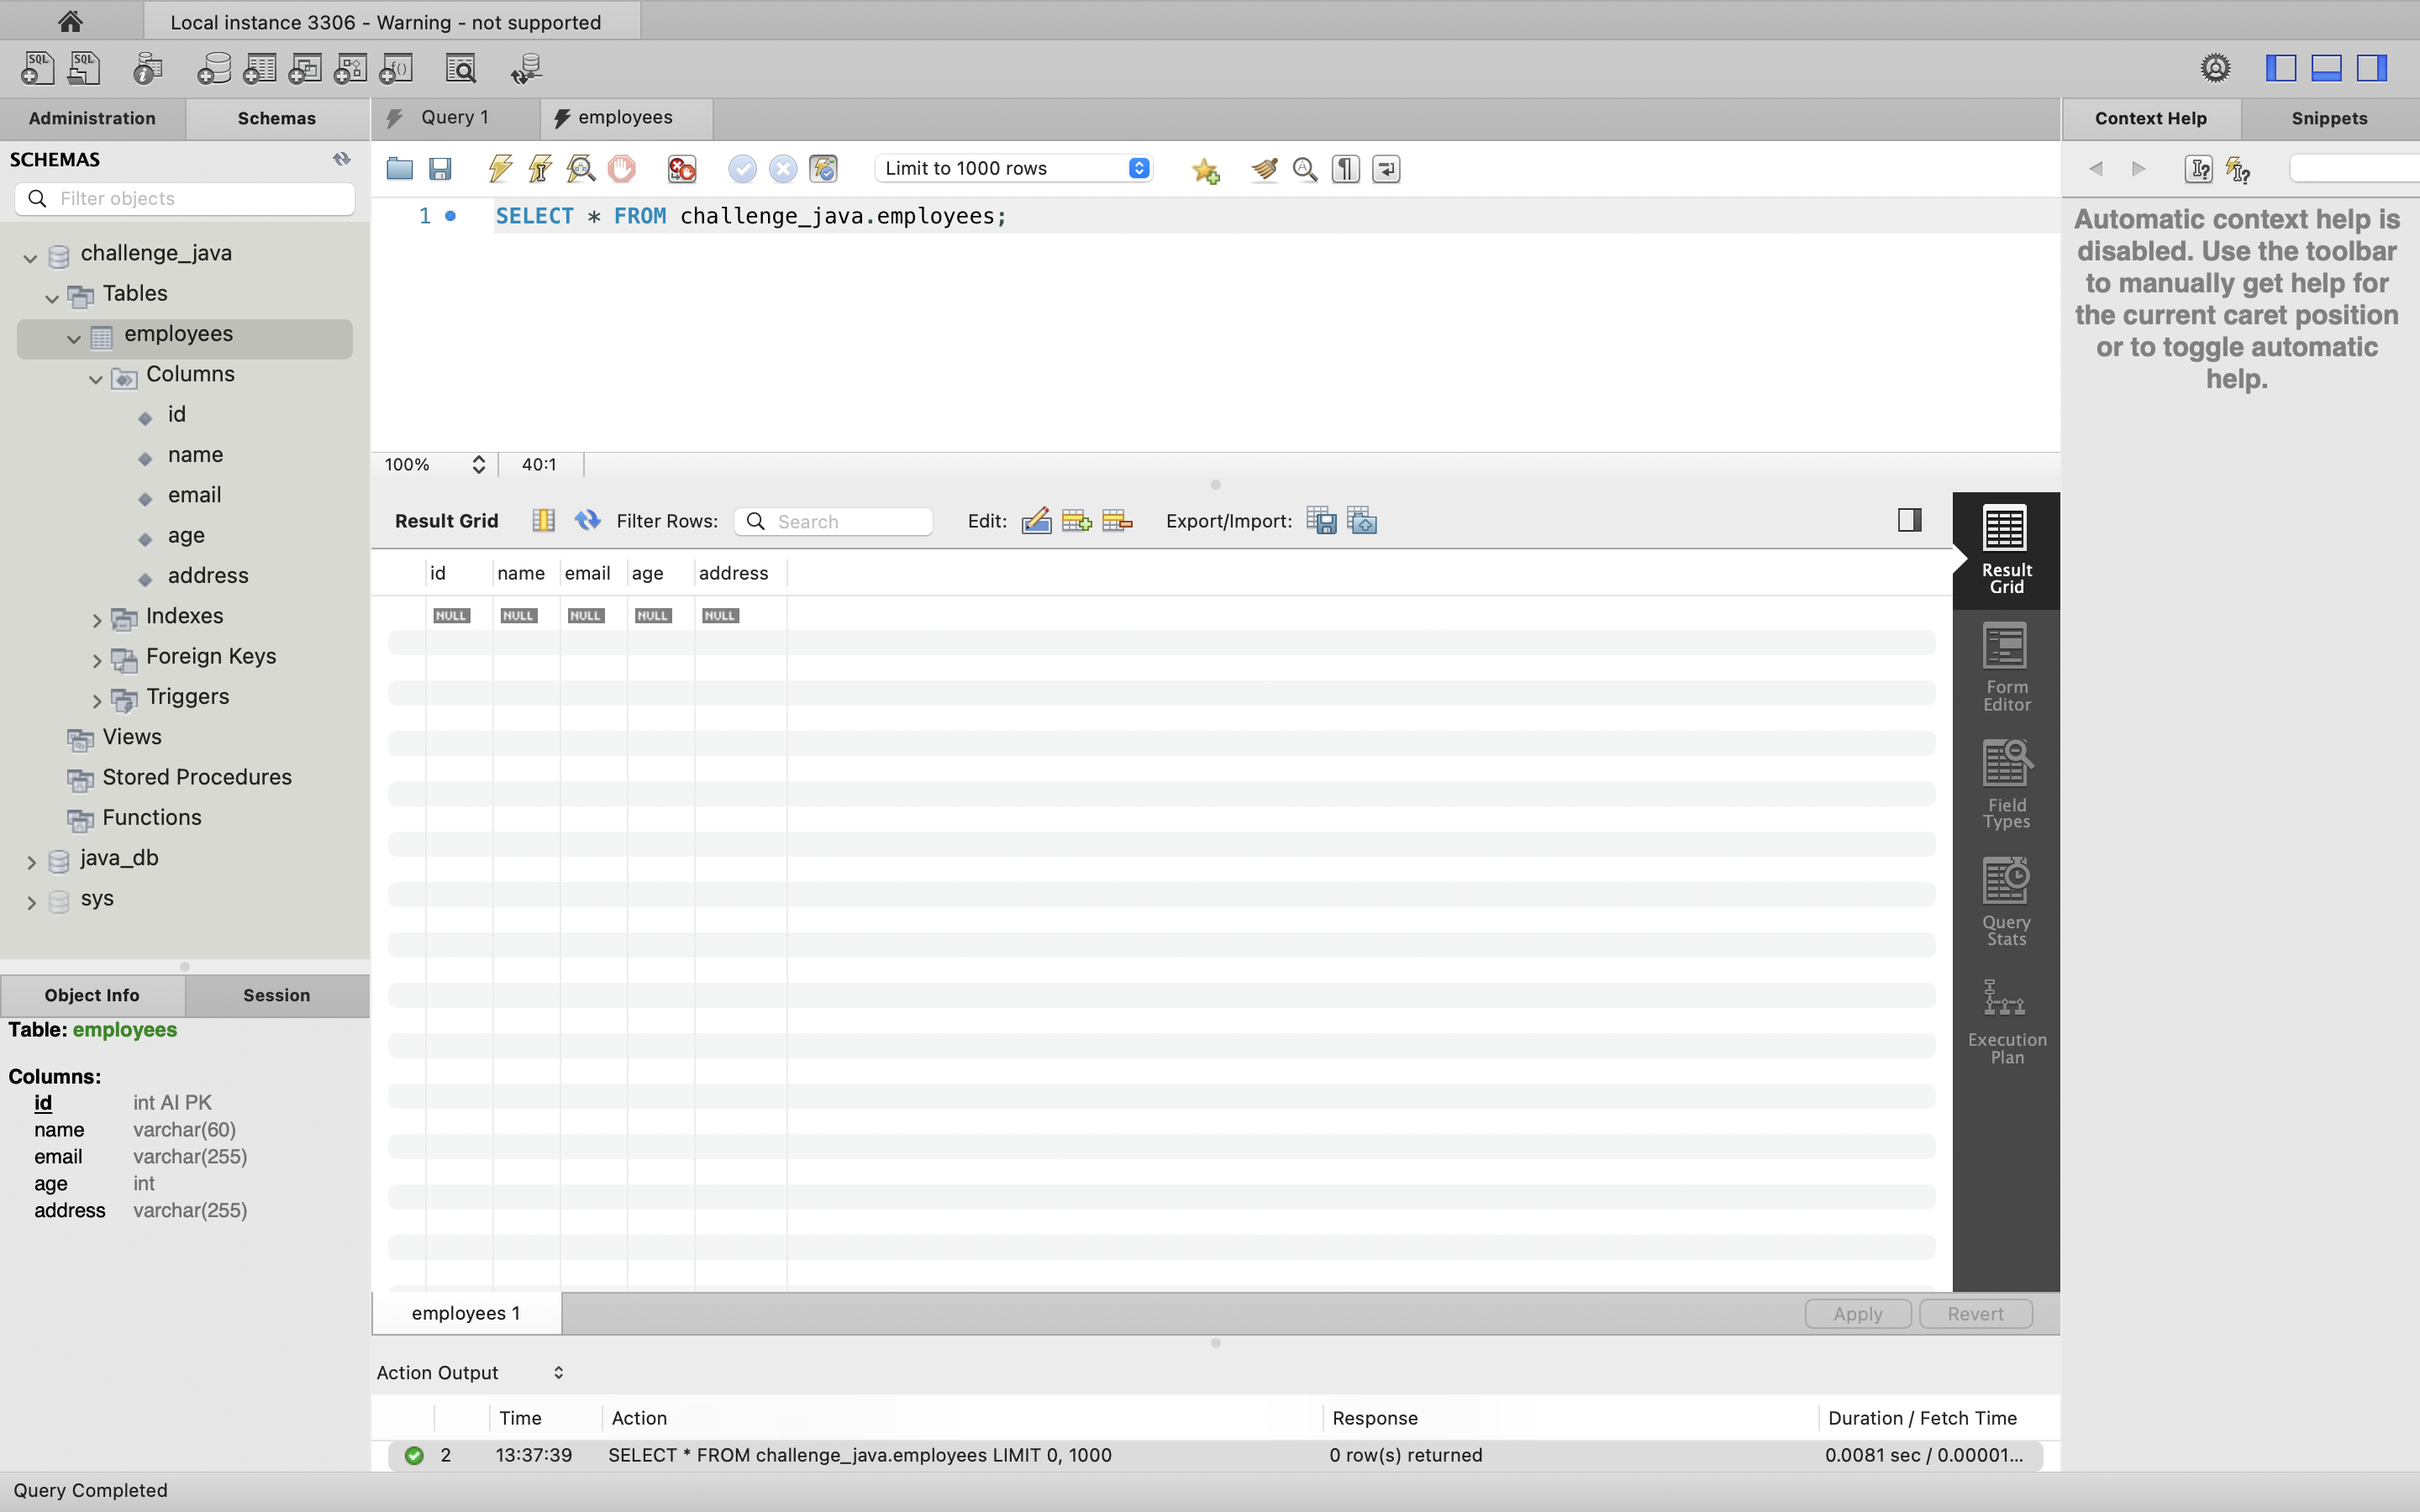 Local instance 3306 - Warning - not supported
SQL
SQL
Administration
Schemas
Query 1
employees
Context Help
Snippets
SCHEMAS
Filter objects
Limit to 1000 rows
1
SELECT * FROM challenge_java.employees;
Automatic context help is
disabled. Use the toolbar
to manually get help for
the current caret position
or to toggle automatic
help.
challenge_java
Tables
employees
Columns
id
name
email
age
address
Indexes
Foreign Keys
Triggers
Views
Stored Procedures
Functions
java_db
sys
100%
40:1
Result Grid
Filter Rows:
Search
Edit:
Export/Import:
id
name
email
age
address
NULL
NULL
NULL
NULL
NULL
Result
Grid
Form
Editor
Field
Types
Query
Stats
Execution
Plan
Object Info
Session
Table: employees
Columns:
id int AI PK
name varchar(60)
email varchar(255)
age int
address varchar(255)
employees 1
Apply
Revert
Action Output
Time
Action
Response
Duration / Fetch Time
2
13:37:39
SELECT * FROM challenge_java.employees LIMIT 0, 1000
0 row(s) returned
0.0081 sec / 0.00001...
Query Completed